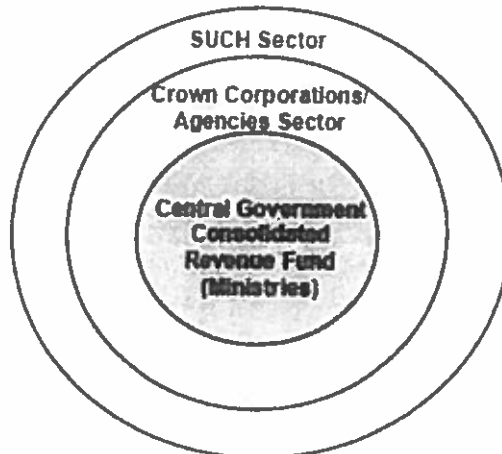 SUCH Sector
Crown Corporations/
Agencies Sector
Central Government
Consolidated
Revenue Fund
(Ministries)